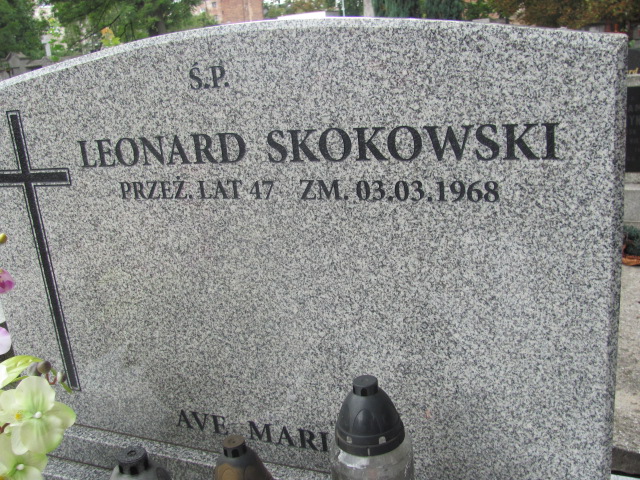 Ś.P.
LEONARD SKOKOWSKI
PRZEŻ. LAT 47 ZM. 03.03.1968
AVE MARI